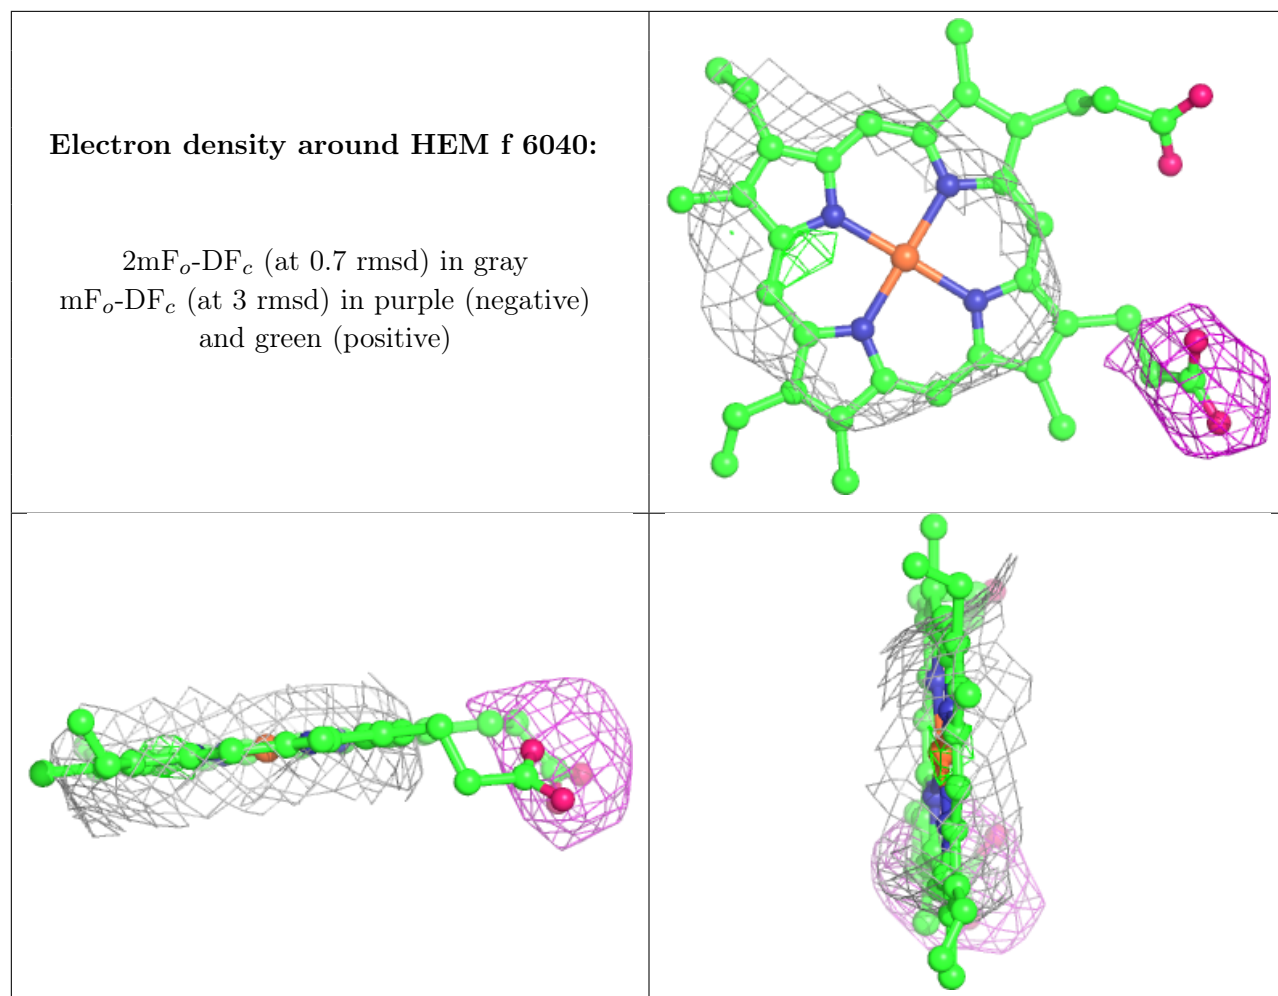 Electron density around HEM f 6040:
2mFo-DFc (at 0.7 rmsd) in gray
mFo-DFc (at 3 rmsd) in purple (negative)
and green (positive)